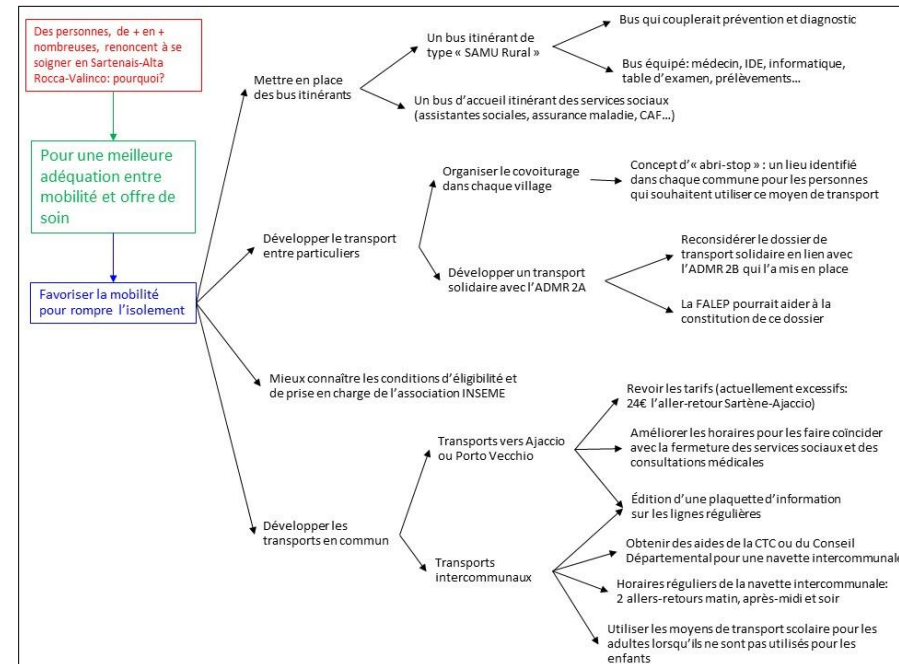 Des personnes, de + en +
nombreuses, renoncent à se
soigner en Sartenais-Alta
Rocca-Valinco: pourquoi?
Pour une meilleure
adéquation entre
mobilité et offre de
soin
Favoriser la mobilité
pour rompre l'isolement
Mettre en place
des bus itinérants
Un bus itinérant de
type « SAMU Rural »
Bus qui couplerait prévention et diagnostic
Bus équipé: médecin, IDE, informatique,
table d'examen, prélèvements...
Un bus d'accueil itinérant des services sociaux
(assistantes sociales, assurance maladie, CAF...)
Développer le transport
entre particuliers
Organiser le covoiturage
dans chaque village
Concept d'« abri-stop » : un lieu identifié
dans chaque commune pour les personnes
qui souhaitent utiliser ce moyen de transport
Développer un transport
solidaire avec l'ADMR 2A
Reconsidérer le dossier de
transport solidaire en lien avec
l'ADMR 2B qui l'a mis en place
La FALEP pourrait aider à la
constitution de ce dossier
Mieux connaître les conditions d'éligibilité et
de prise en charge de l'association INSEME
Développer les
transports en commun
Transports vers Ajaccio
ou Porto Vecchio
Revoir les tarifs (actuellement excessifs:
24€ l'aller-retour Sartène-Ajaccio)
Améliorer les horaires pour les faire coïncider
avec la fermeture des services sociaux et des
consultations médicales
Édition d'une plaquette d'information
sur les lignes régulières
Transports
intercommunaux
Obtenir des aides de la CTC ou du Conseil
Départemental pour une navette intercommunale
Horaires réguliers de la navette intercommunale:
2 allers-retours matin, après-midi et soir
Utiliser les moyens de transport scolaire pour les
adultes lorsqu'ils ne sont pas utilisés pour les
enfants